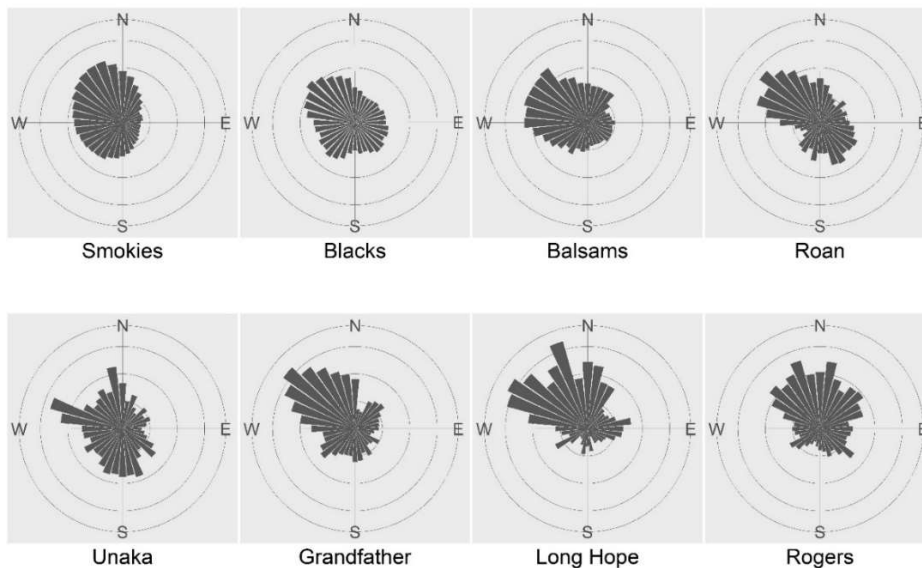 N N N N
W E W E W E W E
S S S S
Smokies Blacks Balsams Roan
N N N N
W E W E W E W E
S S S S
Unaka Grandfather Long Hope Rogers